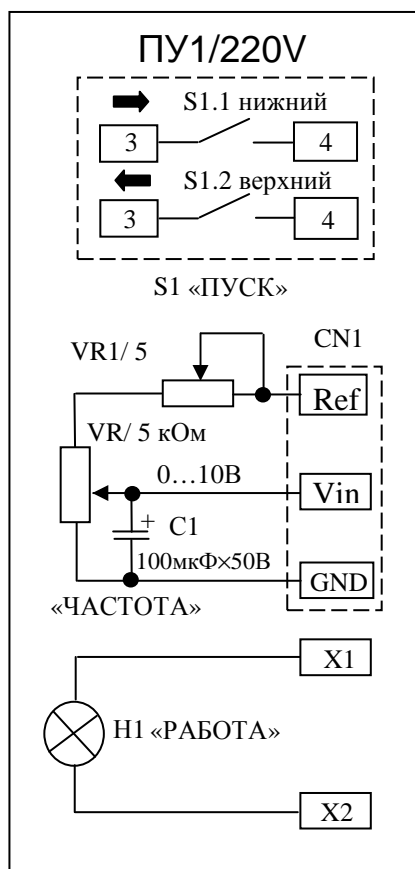 ПУ1/220V
S1.1 нижний
3 4
S1.2 верхний
3 4
S1 «ПУСК»
VR1/ 5
CN1
Ref
VR/ 5 кОм
0...10В
Vin
+ C1
100мкФ×50В
GND
«ЧАСТОТА»
X1
H1 «РАБОТА»
X2